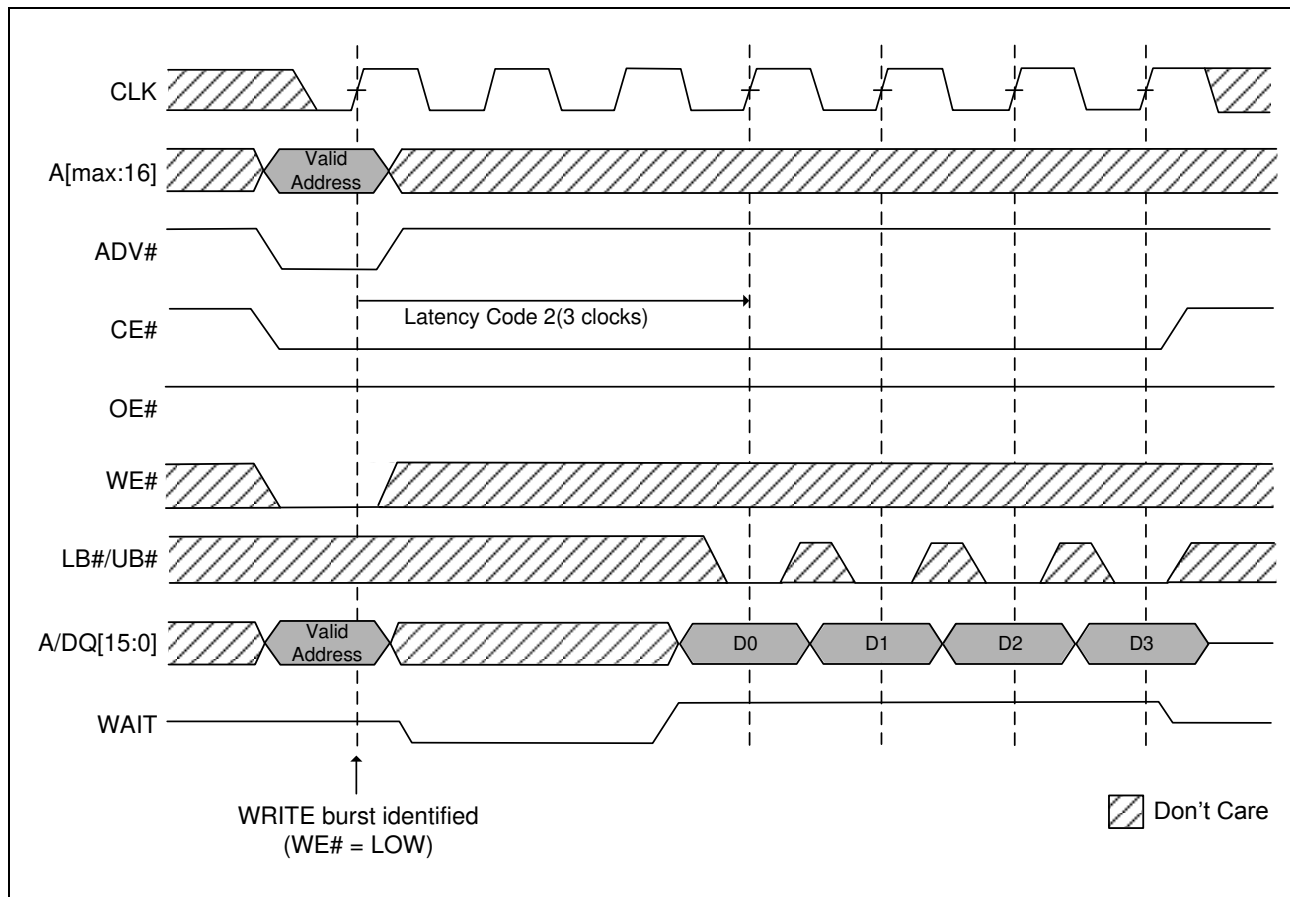 CLK
A[max:16]
Valid
Address
ADV#
Latency Code 2(3 clocks)
CE#
OE#
WE#
LB#/UB#
A/DQ[15:0]
Valid
Address
D0
D1
D2
D3
WAIT
WRITE burst identified
(WE# = LOW)
Don't Care